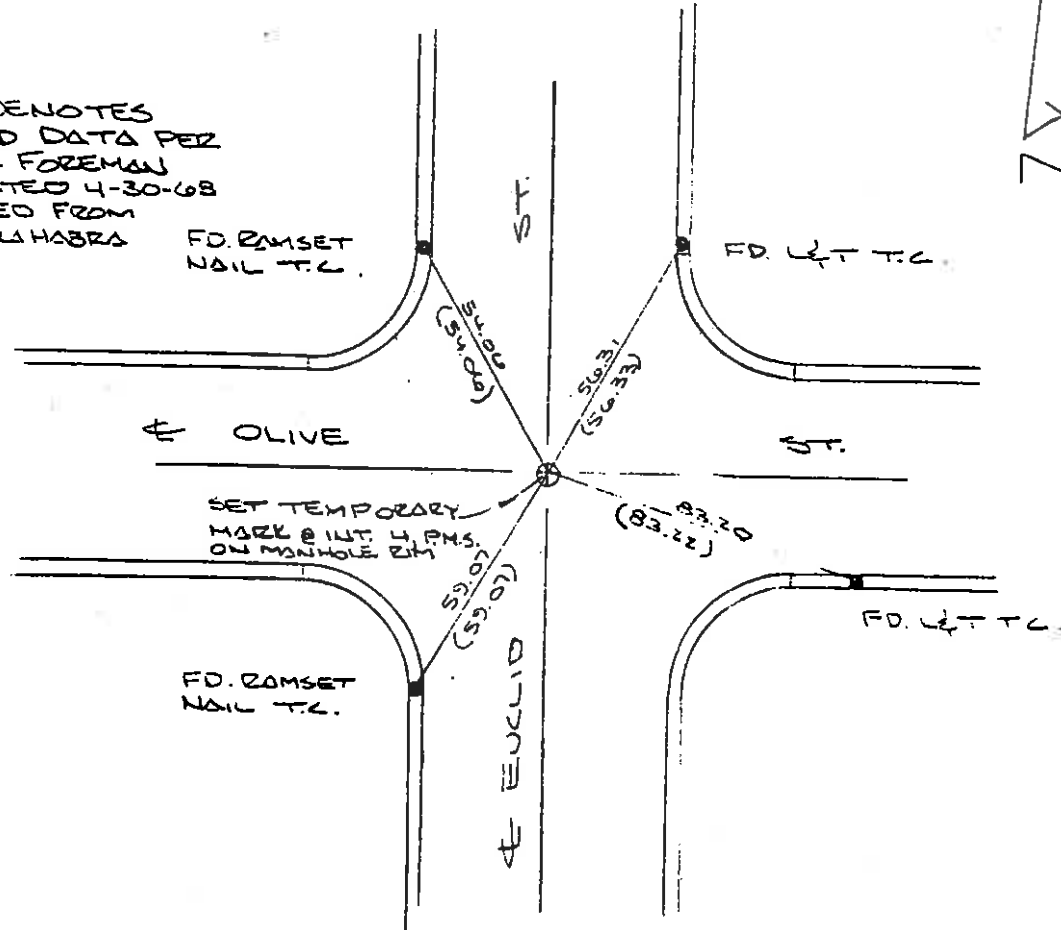 DENOTES
D DATA PER
FOREMAN
TED 4-30-68
ED FROM
LA HABRA
FD. RAMSET
NAIL T.C.
ST.
FD. L&T T.C.
54.06
(54.06)
56.31
(56.33)
℄ OLIVE
ST.
SET TEMPORARY
MARK @ INT. 4 P.M.S.
ON MANHOLE RIM
83.20
(83.22)
59.07
(59.07)
FD. L&T T.C.
FD. RAMSET
NAIL T.C.
℄ EUCLID